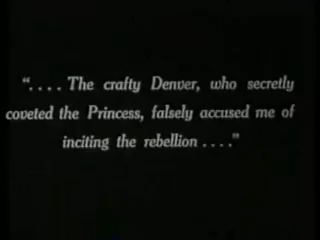 “.... The crafty Denver, who secretly
coveted the Princess, falsely accused me of
inciting the rebellion ....”